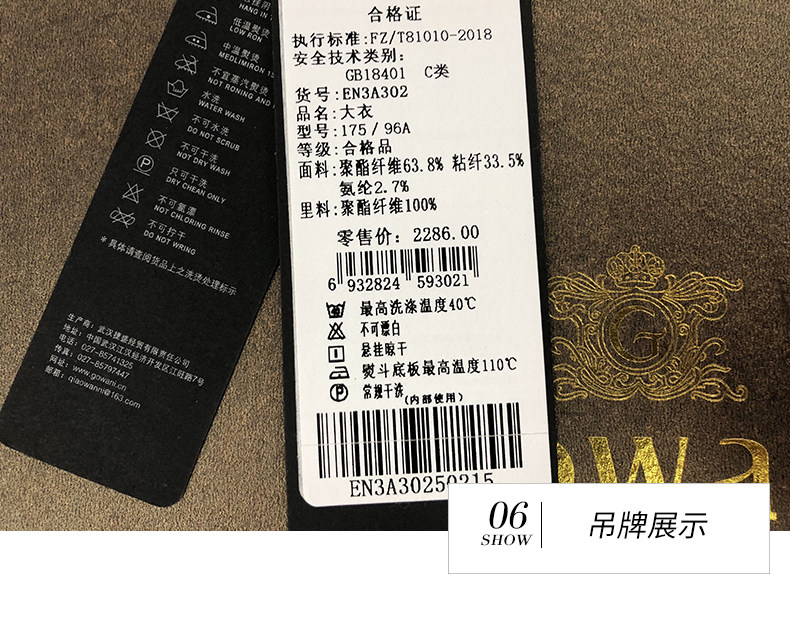 HANG IN
低温熨烫
LOW RON
中温熨烫
MEDLIMIRON
不宜蒸汽熨烫
NOT RONING AND
水洗
WATER WASH
不可水洗
DO NOT SCRUB
不可干洗
NOT DRY WASH
只可干洗
DRY CHEAN ONLY
不可氯漂
NOT CHLORING RINSE
不可拧干
DO NOT WRING
*具体请查阅货品上之洗烫处理标示
生产商：武汉捷盛经贸有限责任公司
地址：中国武汉江汉经济开发区江旺路7号
电话：027-85741325
传真：027-85797447
网址：www.gowani.cn
邮箱：qiaowanni@163.com
合格证
执行标准:FZ/T81010-2018
安全技术类别:
GB18401 C类
货号:EN3A302
品名:大衣
型号:175/96A
等级:合格品
面料:聚酯纤维63.8% 粘纤33.5%
氨纶2.7%
里料:聚酯纤维100%
零售价: 2286.00
6 932824 593021
最高洗涤温度40℃
不可漂白
悬挂晾干
熨斗底板最高温度110℃
常规干洗
(内部使用)
EN3A30250215
G
owa
06
SHOW
吊牌展示